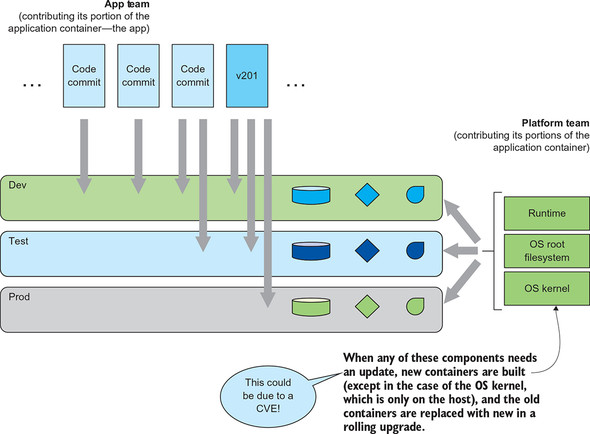 App team
(contributing its portion of the
application container—the app)
...
Code
commit
Code
commit
Code
commit
v201
...
Platform team
(contributing its portions of the
application container)
Dev
Test
Prod
Runtime
OS root
filesystem
OS kernel
This could
be due to a
CVE!
When any of these components needs
an update, new containers are built
(except in the case of the OS kernel,
which is only on the host), and the old
containers are replaced with new in a
rolling upgrade.